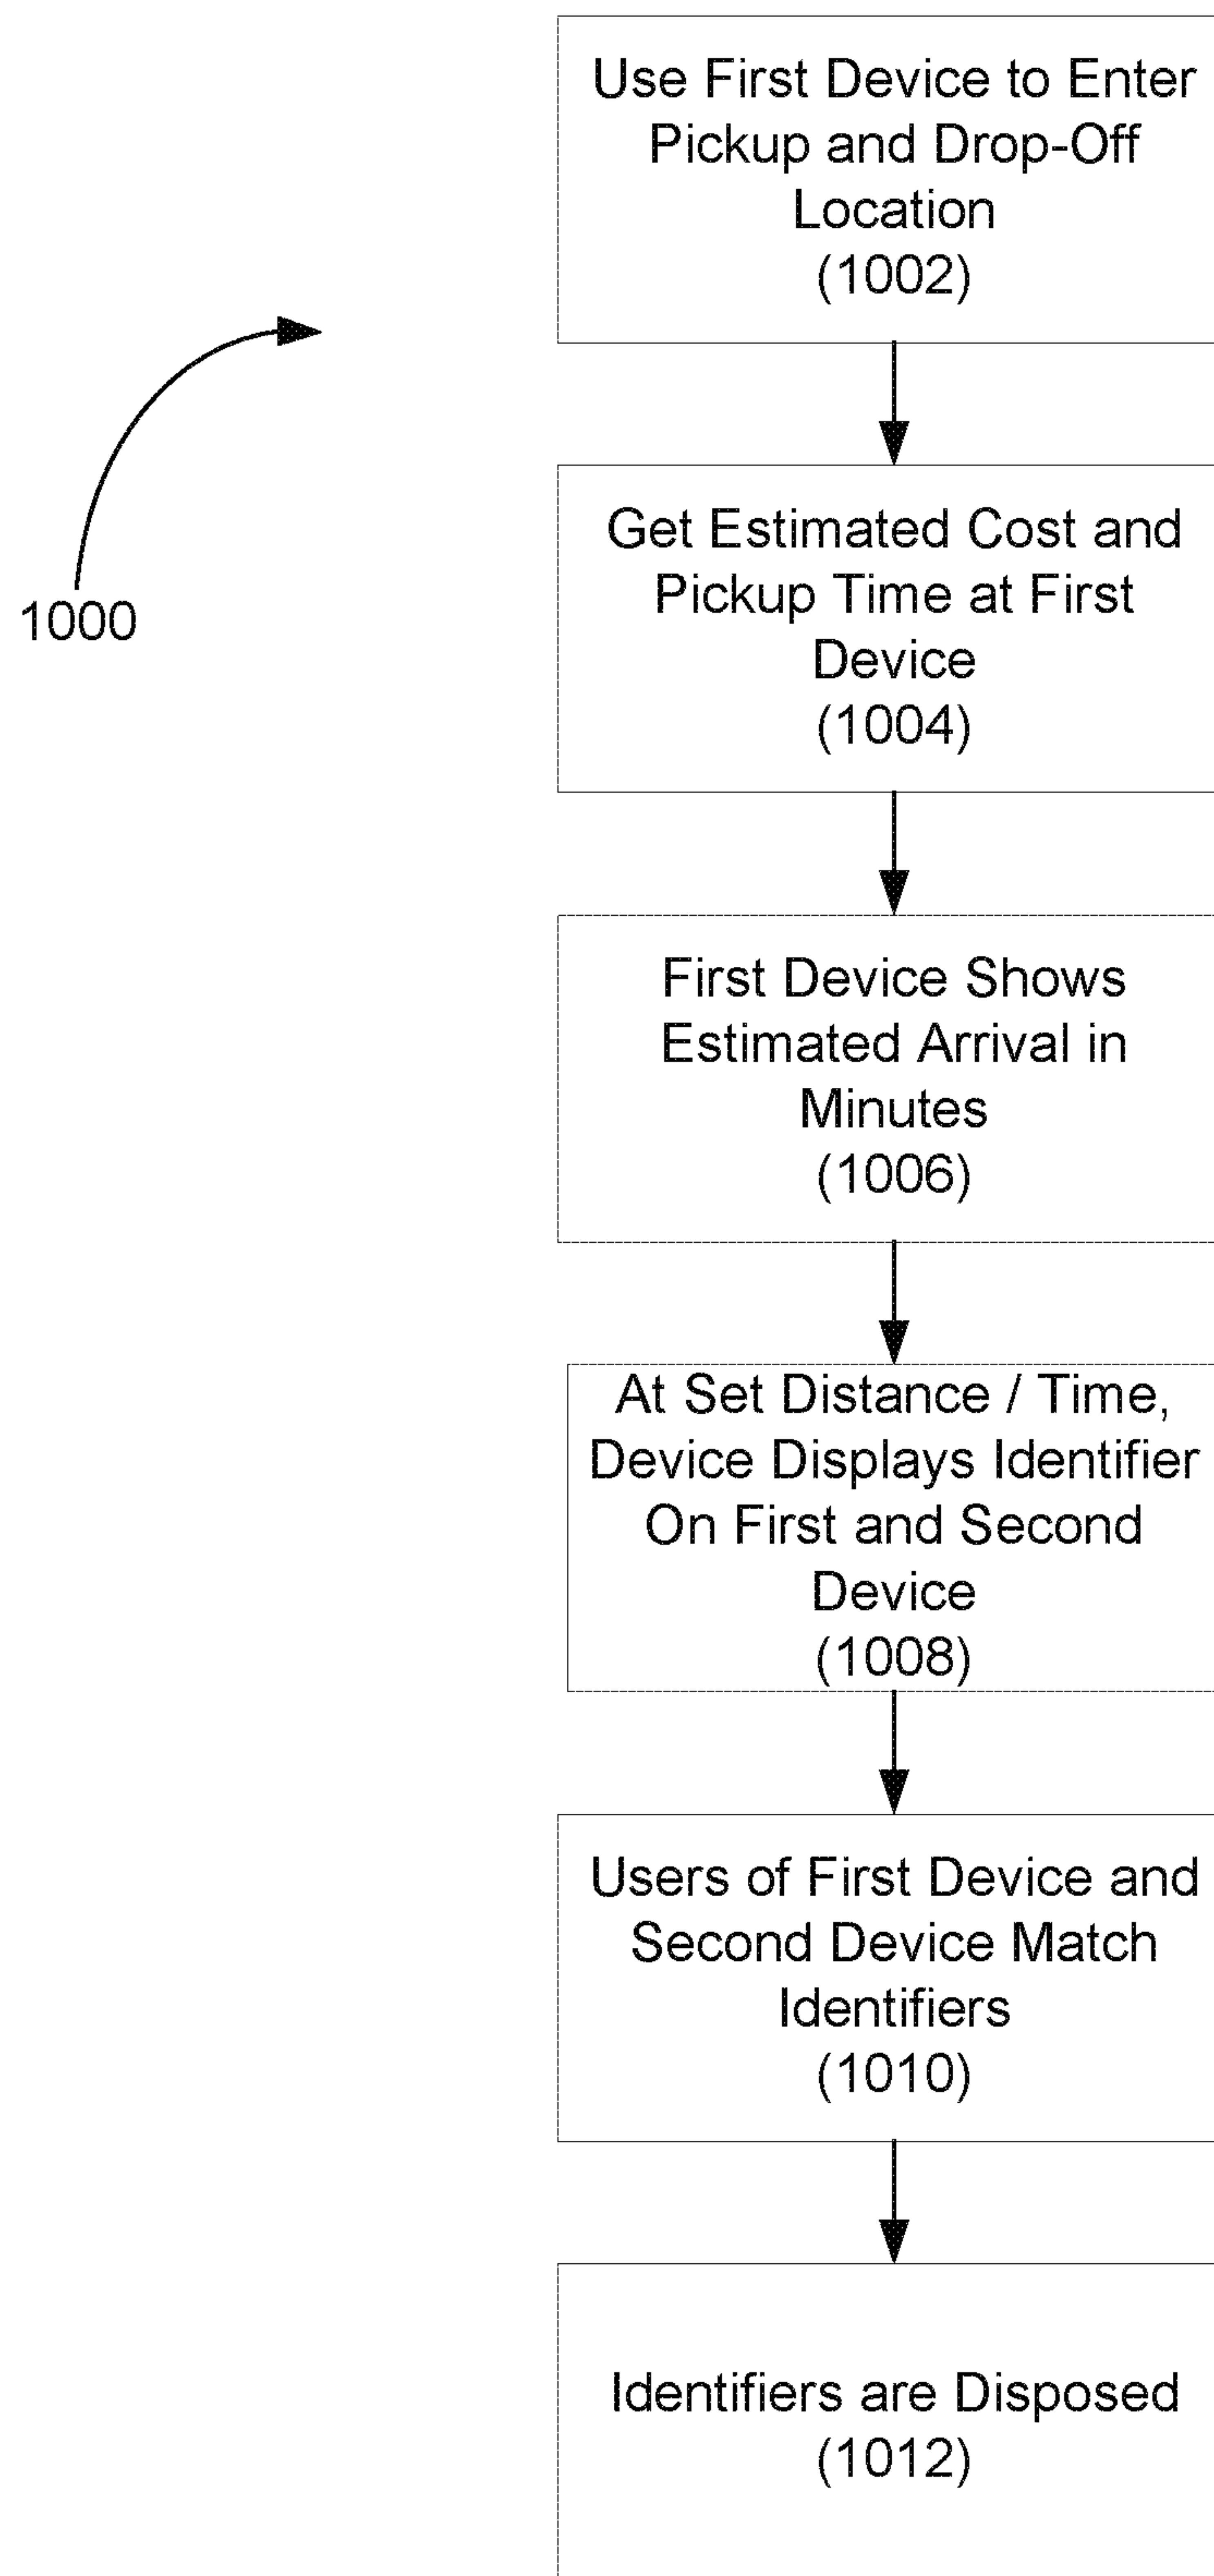 Use First Device to Enter
Pickup and Drop-Off
Location
(1002)
1000
Get Estimated Cost and
Pickup Time at First
Device
(1004)
First Device Shows
Estimated Arrival in
Minutes
(1006)
At Set Distance / Time,
Device Displays Identifier
On First and Second
Device
(1008)
Users of First Device and
Second Device Match
Identifiers
(1010)
Identifiers are Disposed
(1012)